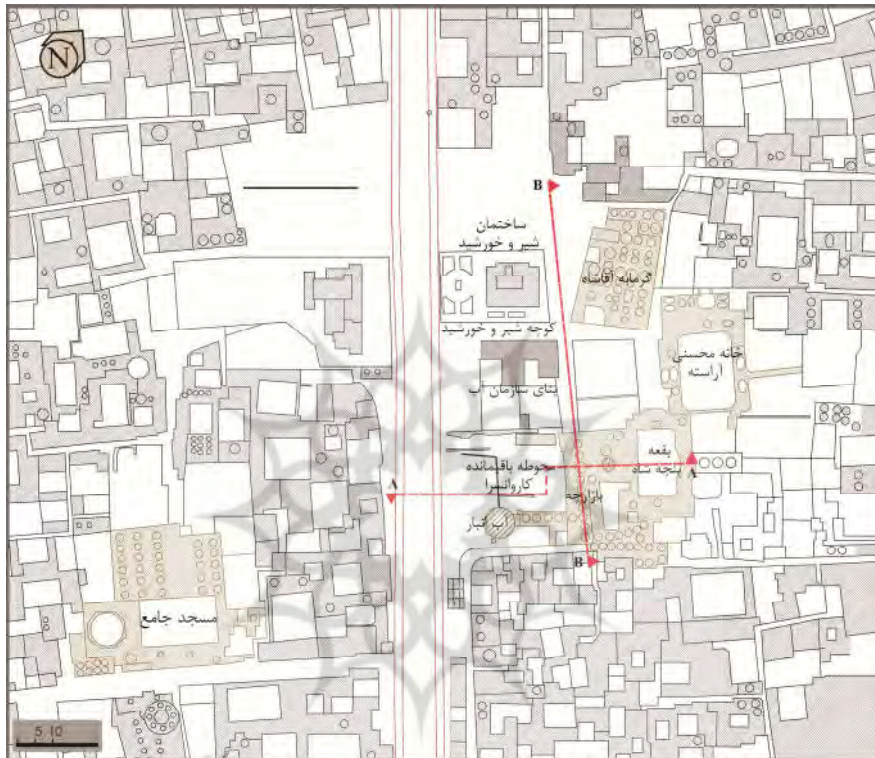 N
B
ساختمان
شیر و خورشید
گرمابه آقاشاه
کوچه شیر و خورشید
خانه محسنی
آراسته
بنای سازمان آب
بقعه
پنجه شاه
محوطه باقیمانده
کاروانسرا
A
A
بازارچه
آب انبار
B
مسجد جامع
5 10